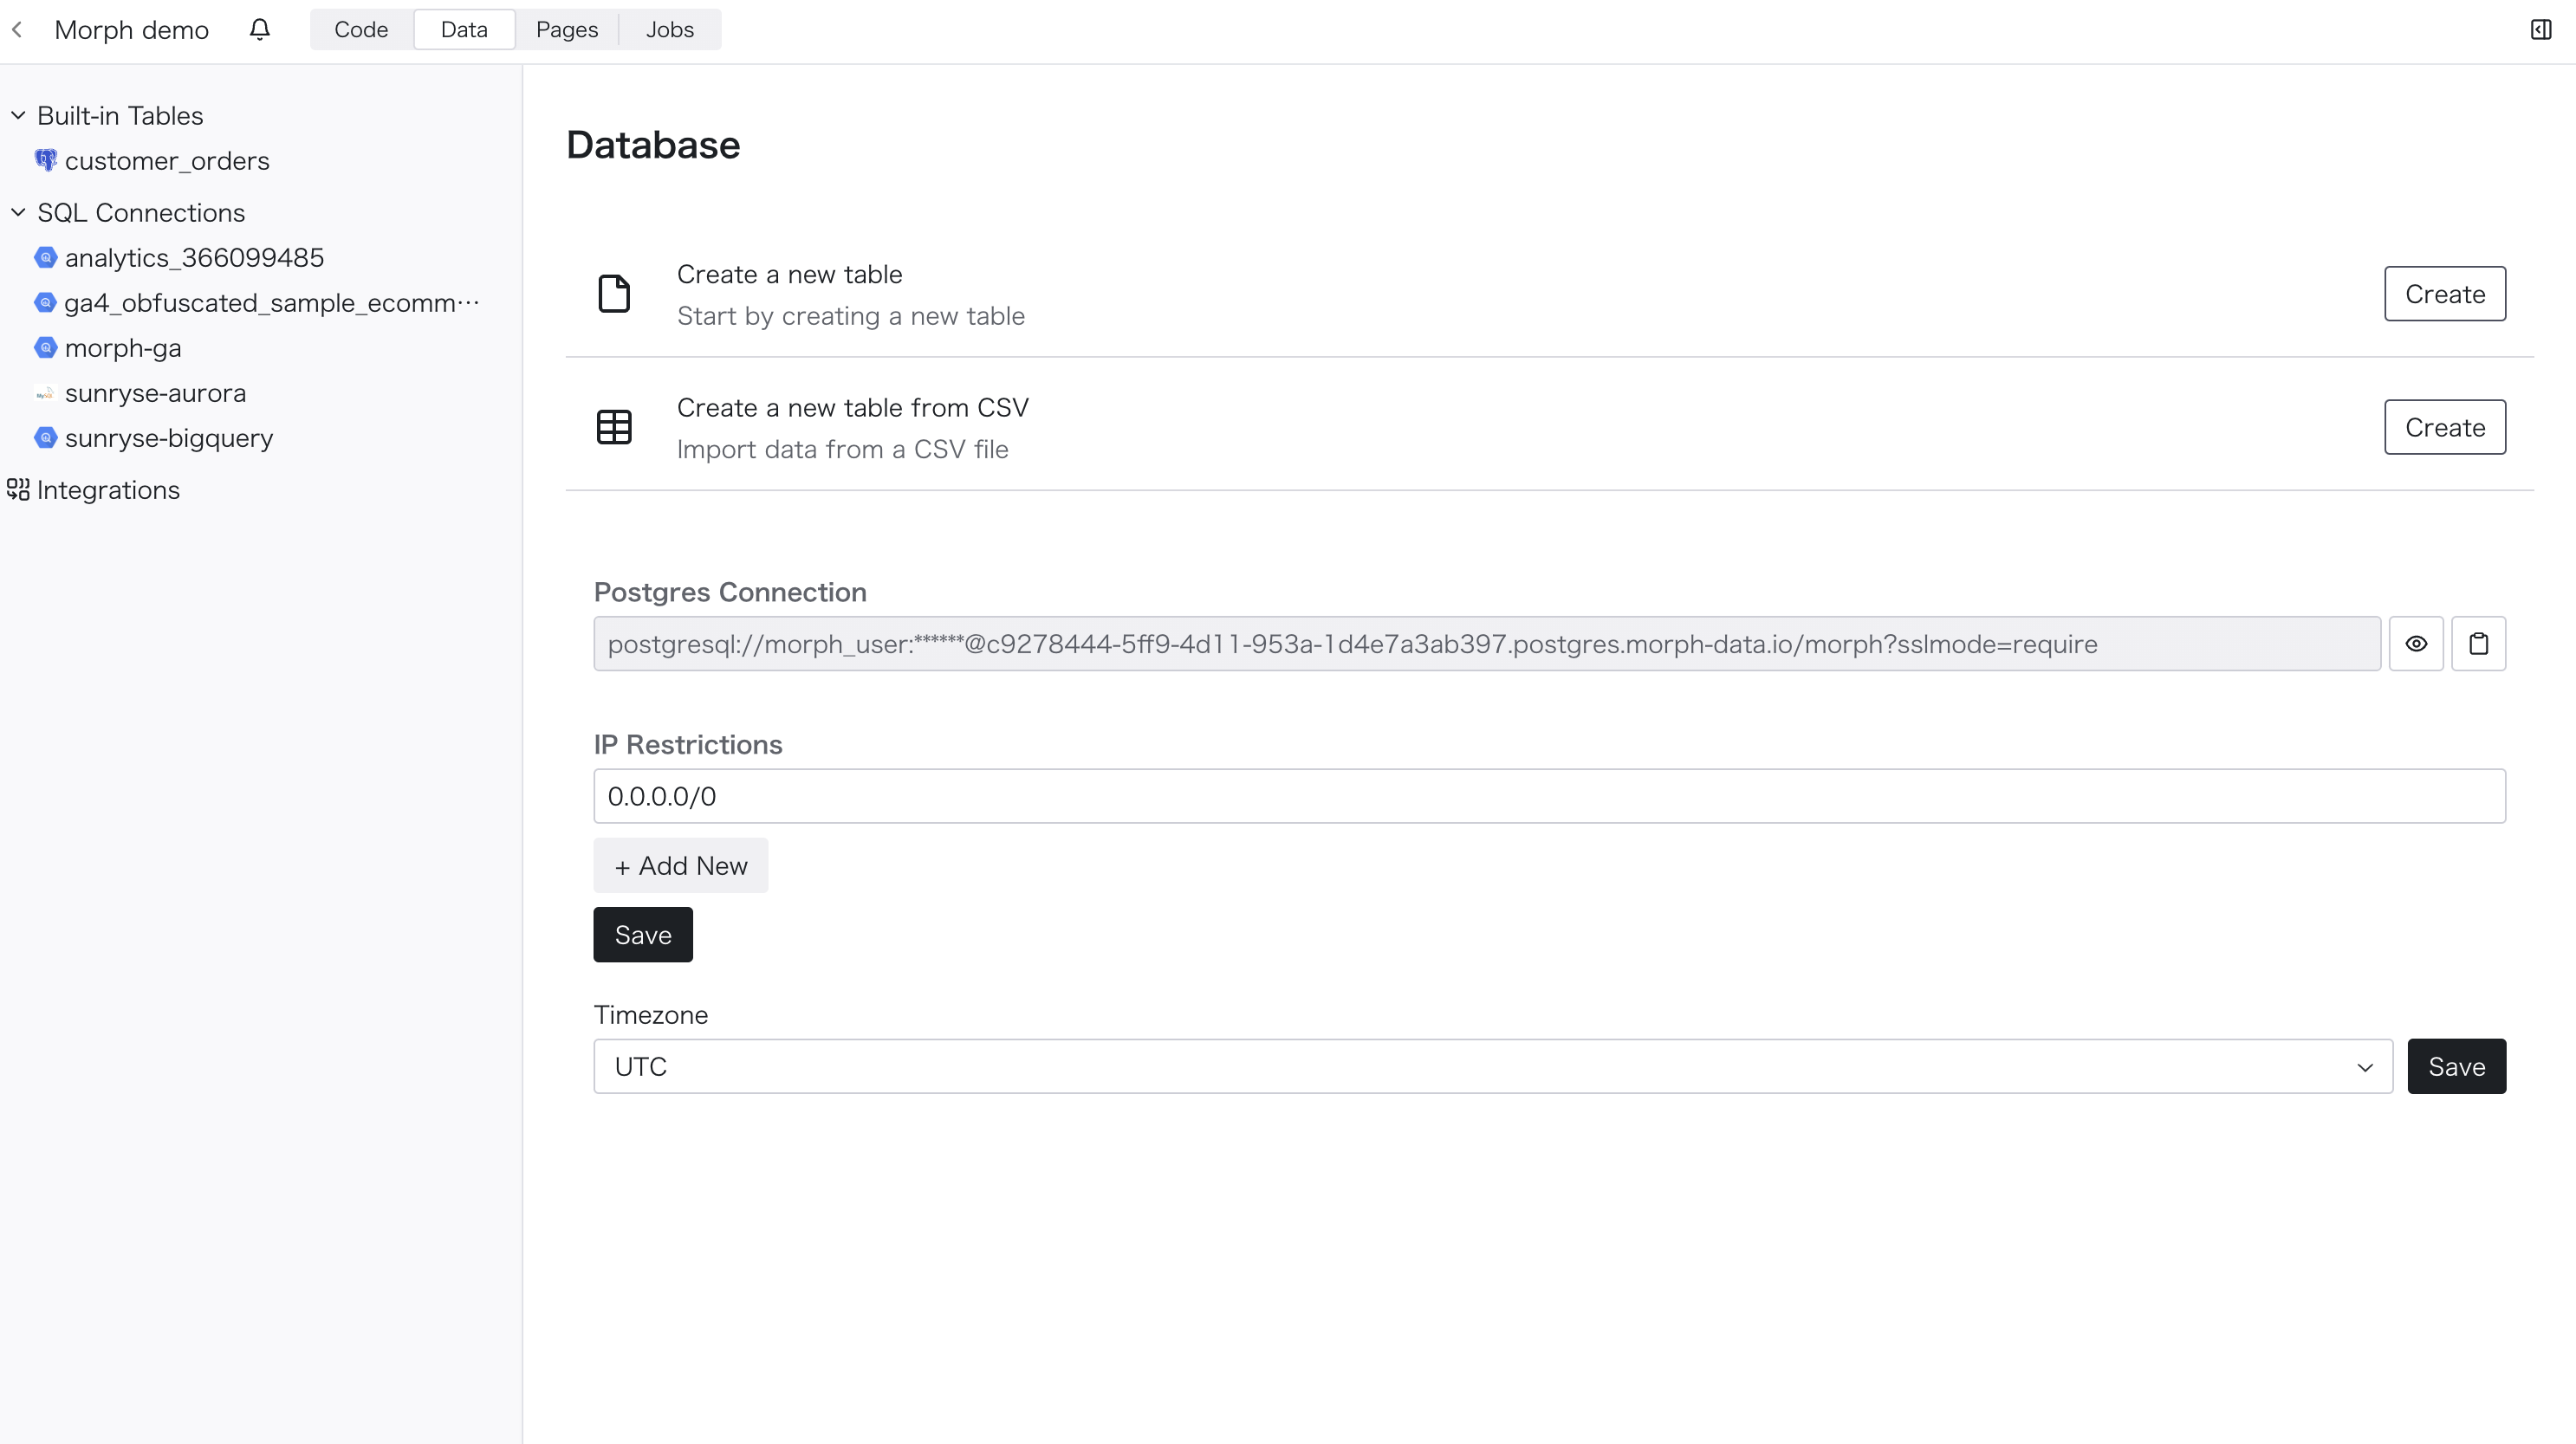 Morph demo
Code
Data
Pages
Jobs
Built-in Tables
customer_orders
SQL Connections
analytics_366099485
ga4_obfuscated_sample_ecomm···
morph-ga
MySQL
sunryse-aurora
sunryse-bigquery
Integrations
Database
Create a new table
Start by creating a new table
Create
Create a new table from CSV
Import data from a CSV file
Create
Postgres Connection
postgresql://morph_user:******@c9278444-5ff9-4d11-953a-1d4e7a3ab397.postgres.morph-data.io/morph?sslmode=require
IP Restrictions
0.0.0.0/0
+ Add New
Save
Timezone
UTC
Save